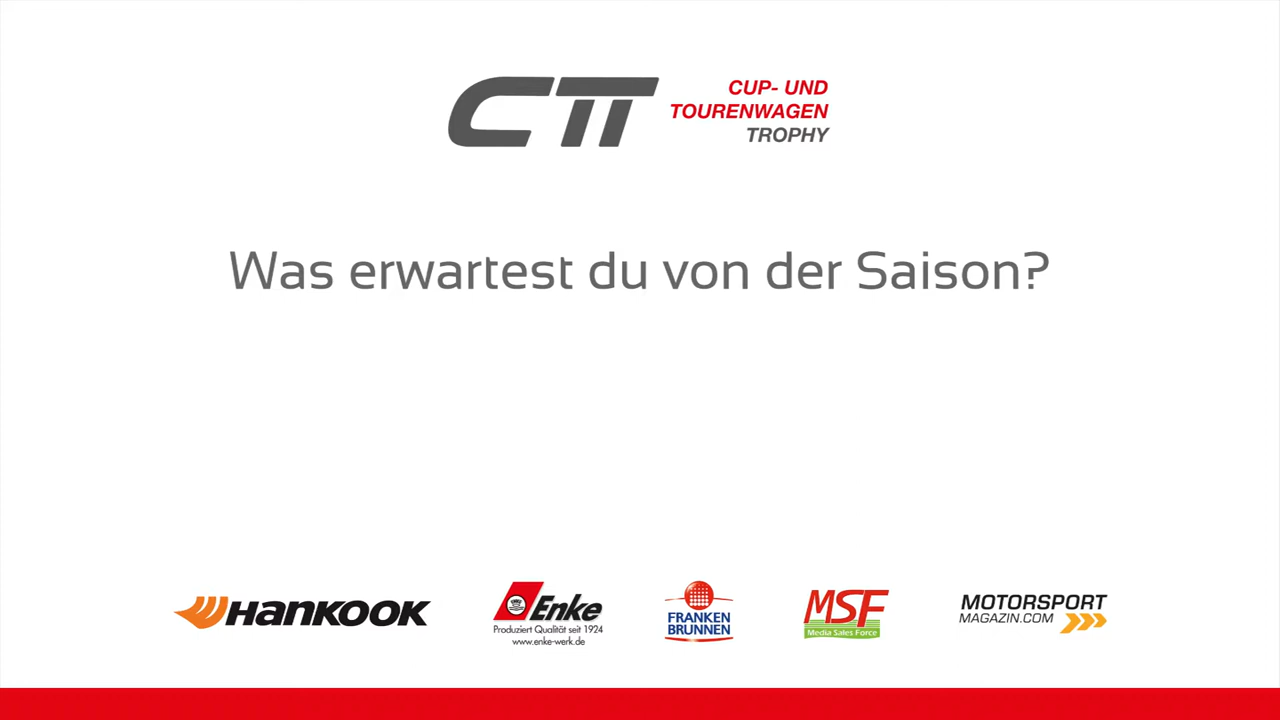 CTT
CUP- UND
TOURENWAGEN
TROPHY
Was erwartest du von der Saison?
HANKOOK
Enke
Produziert Qualität seit 1924
www.enke-werk.de
FRANKEN
BRUNNEN
MSF
Media Sales Force
MOTORSPORT
MAGAZIN.COM